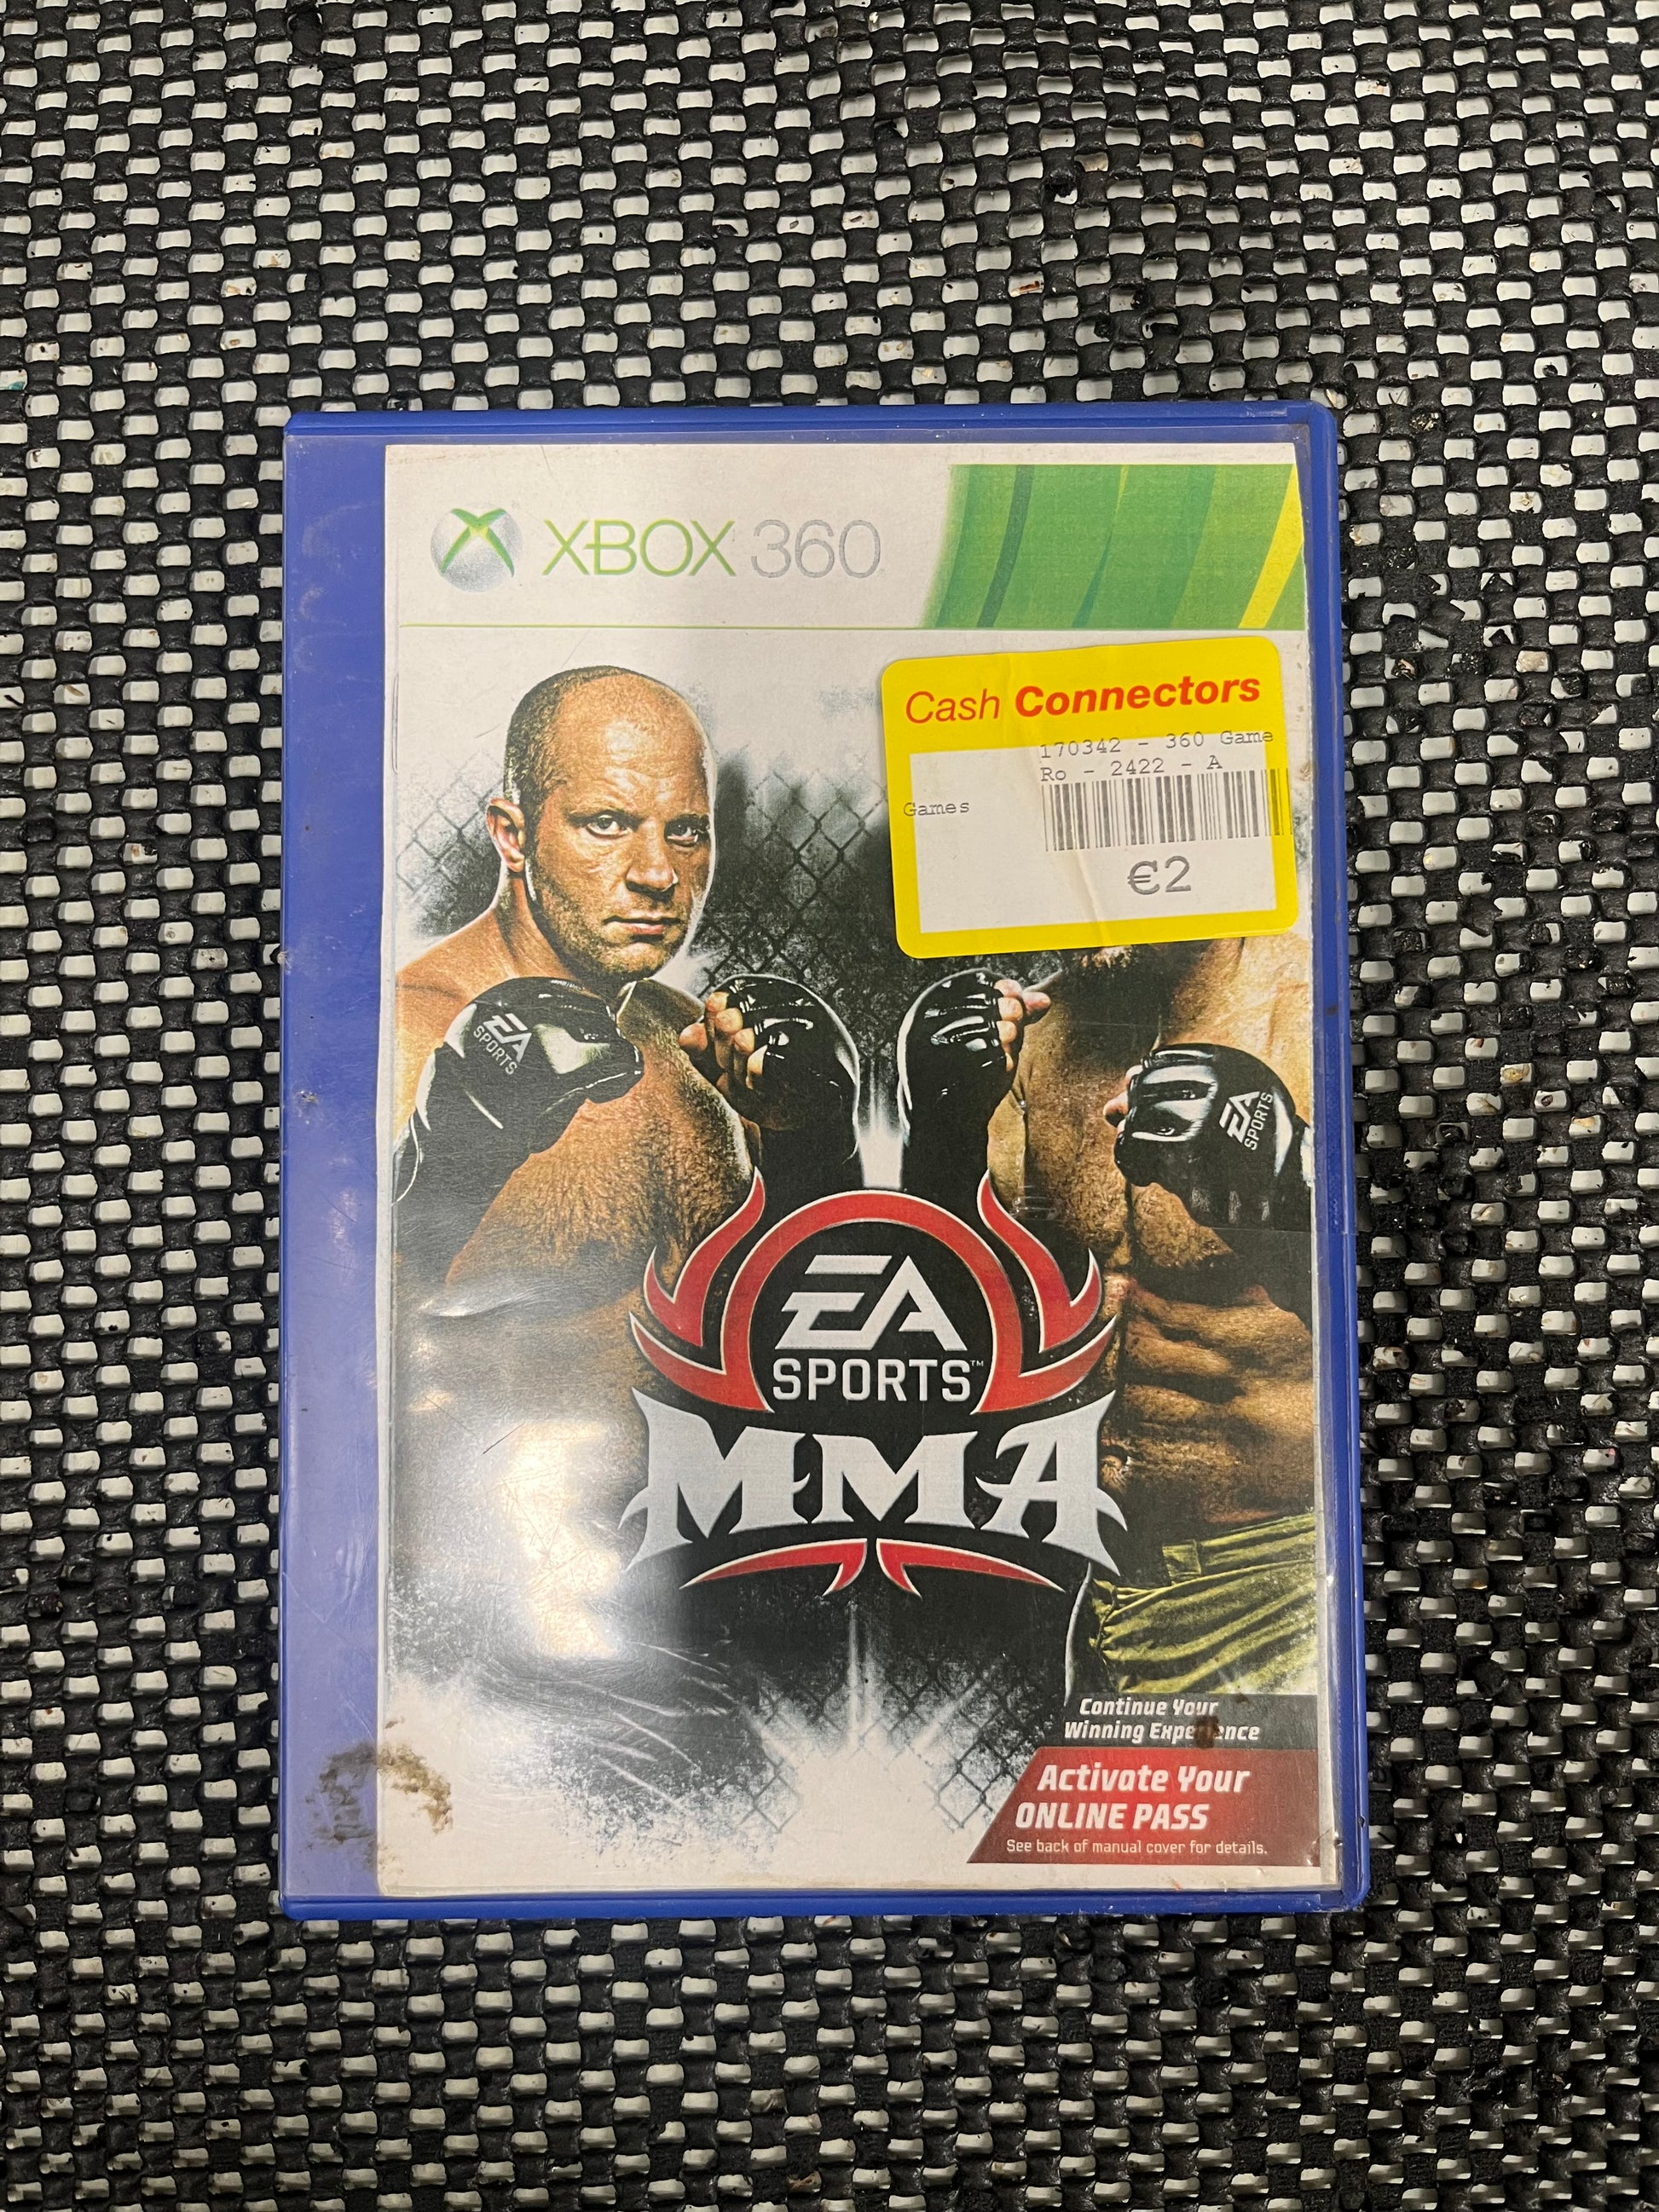 XBOX 360
Cash Connectors
170342 - 360 Game
Ro - 2422 - A
Games
€2
EA
SPORTS
EA
SPORTS
EA
SPORTS™
MMA
Continue Your
Winning Experience
Activate Your
ONLINE PASS
See back of manual cover for details.